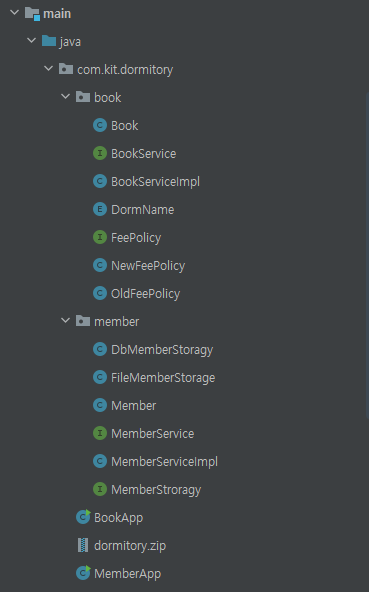 main
java
com.kit.dormitory
book
C Book
I BookService
C BookServiceImpl
E DormName
I FeePolicy
C NewFeePolicy
C OldFeePolicy
member
C DbMemberStoragy
C FileMemberStorage
C Member
I MemberService
C MemberServiceImpl
I MemberStroragy
C BookApp
dormitory.zip
C MemberApp